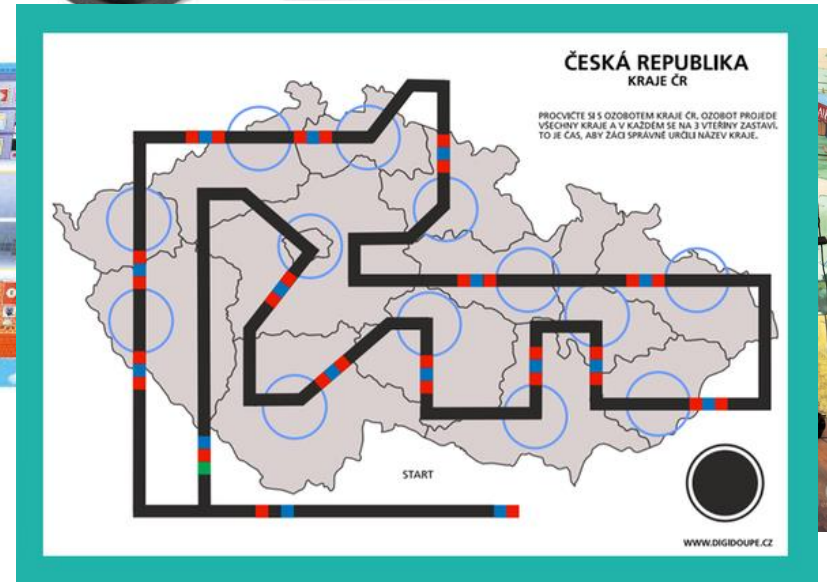 ČESKÁ REPUBLIKA
KRAJE ČR
PROCVIČTE SI S OZOBOTEM KRAJE ČR. OZOBOT PROJEDE
VŠECHNY KRAJE A V KAŽDÉM SE NA 3 VTEŘINY ZASTAVÍ.
TO JE ČAS, ABY ŽÁCI SPRÁVNĚ URČILI NÁZEV KRAJE.
START
WWW.DIGIDOUPE.CZ